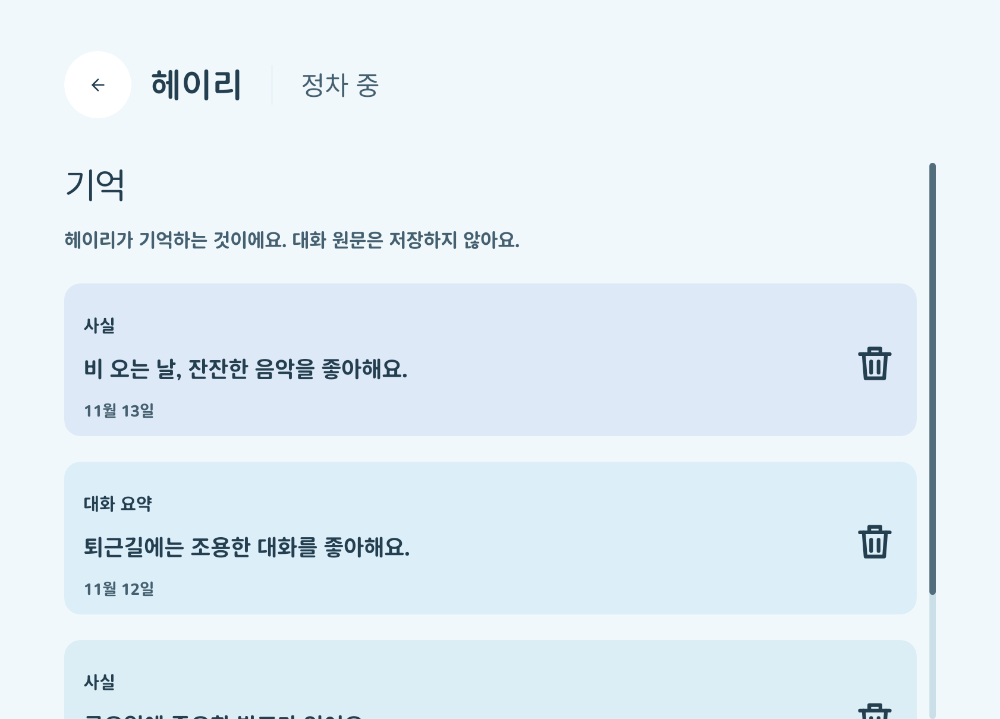 헤이리
정차 중
기억
헤이리가 기억하는 것이에요. 대화 원문은 저장하지 않아요.
사실
비 오는 날, 잔잔한 음악을 좋아해요.
11월 13일
대화 요약
퇴근길에는 조용한 대화를 좋아해요.
11월 12일
사실